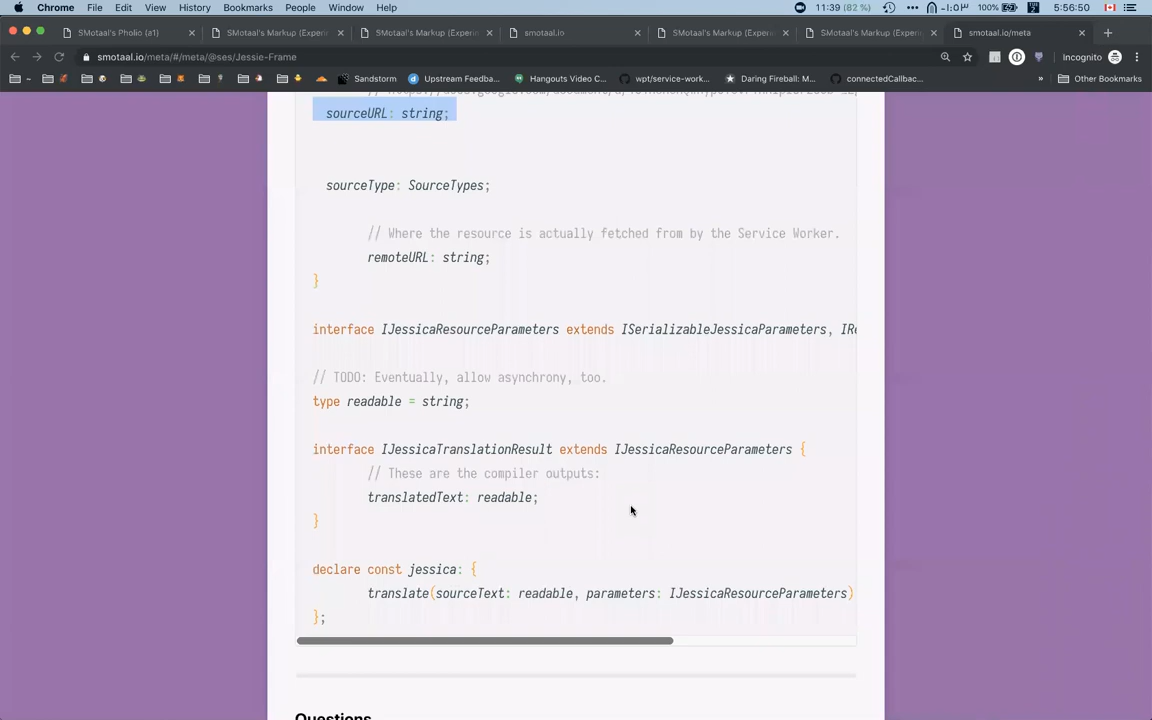 Chrome File Edit View History Bookmarks People Window Help 11:39 (82 %) 100% 5:56:50
SMotaal's Pholio (a1) SMotaal's Markup (Experi SMotaal's Markup (Experi smotaal.io SMotaal's Markup (Experi SMotaal's Markup (Experi smotaal.io/meta
smotaal.io/meta/#/meta/@ses/Jessie-Frame Incognito
Sandstorm Upstream Feedba... Hangouts Video C... wpt/service-work... Daring Fireball: M... connectedCallbac... » Other Bookmarks
sourceURL: string;
sourceType: SourceTypes;
// Where the resource is actually fetched from by the Service Worker.
remoteURL: string;
}
interface IJessicaResourceParameters extends ISerializableJessicaParameters, IRe
// TODO: Eventually, allow asynchrony, too.
type readable = string;
interface IJessicaTranslationResult extends IJessicaResourceParameters {
// These are the compiler outputs:
translatedText: readable;
}
declare const jessica: {
translate(sourceText: readable, parameters: IJessicaResourceParameters)
};
Questions